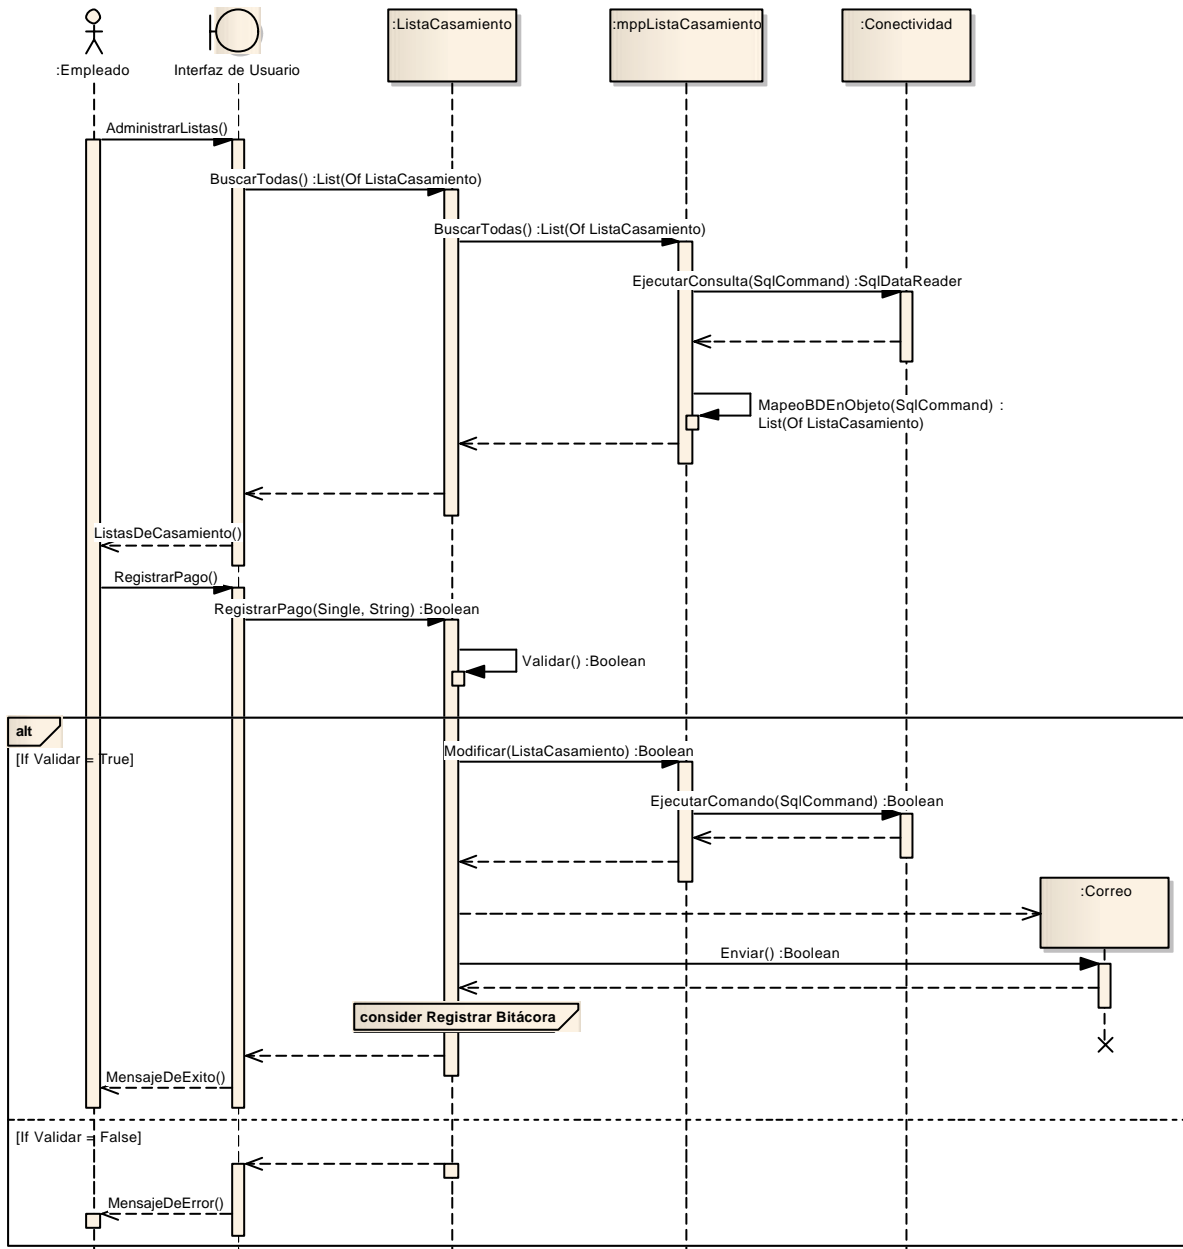 :Empleado
Interfaz de Usuario
:ListaCasamiento
:mppListaCasamiento
:Conectividad
AdministrarListas()
BuscarTodas() :List(Of ListaCasamiento)
BuscarTodas() :List(Of ListaCasamiento)
EjecutarConsulta(SqlCommand) :SqlDataReader
MapeoBDEnObjeto(SqlCommand) :
List(Of ListaCasamiento)
ListasDeCasamiento()
RegistrarPago()
RegistrarPago(Single, String) :Boolean
Validar() :Boolean
alt
[If Validar = True]
Modificar(ListaCasamiento) :Boolean
EjecutarComando(SqlCommand) :Boolean
:Correo
Enviar() :Boolean
consider Registrar Bitácora
MensajeDeExito()
[If Validar = False]
MensajeDeError()